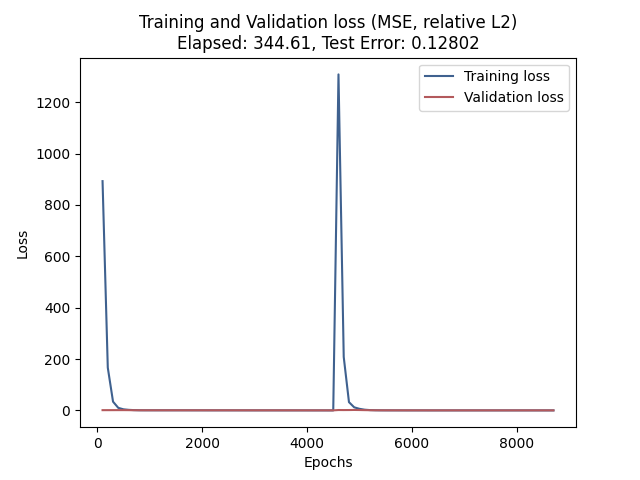 Training and Validation loss (MSE, relative L2)
Elapsed: 344.61, Test Error: 0.12802
Training loss
Validation loss
1200
1000
800
600
400
200
0
Loss
0 2000 4000 6000 8000
Epochs